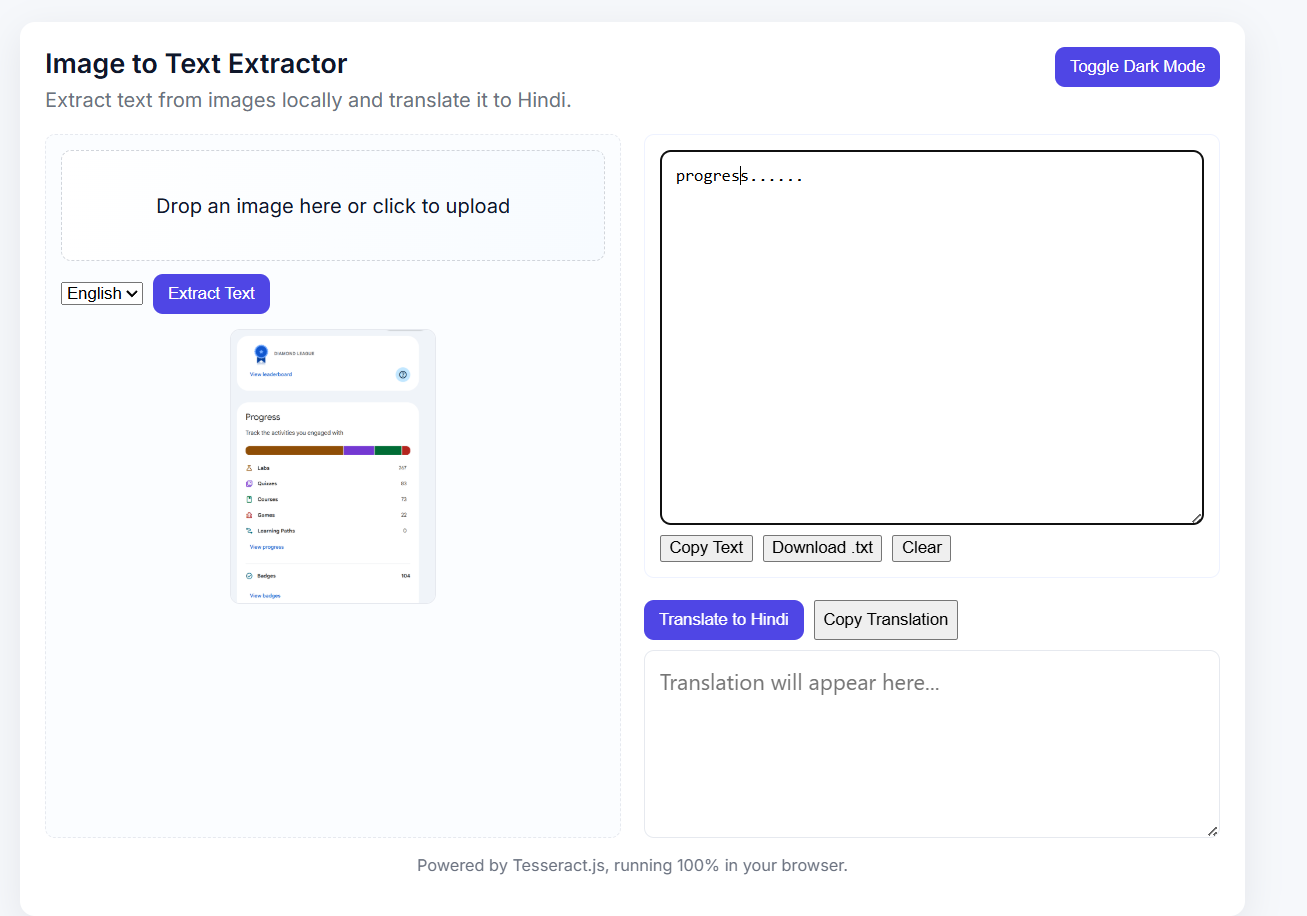 Image to Text Extractor
Toggle Dark Mode
Extract text from images locally and translate it to Hindi.
Drop an image here or click to upload
English
Extract Text
DIAMOND LEAGUE
View leaderboard
Progress
Track the activities you engaged with
Labs
Quizzes 83
Courses 73
Games 22
Learning Paths 0
View progress
Badges 104
View badges
progress......
Copy Text
Download .txt
Clear
Translate to Hindi
Copy Translation
Translation will appear here...
Powered by Tesseract.js, running 100% in your browser.